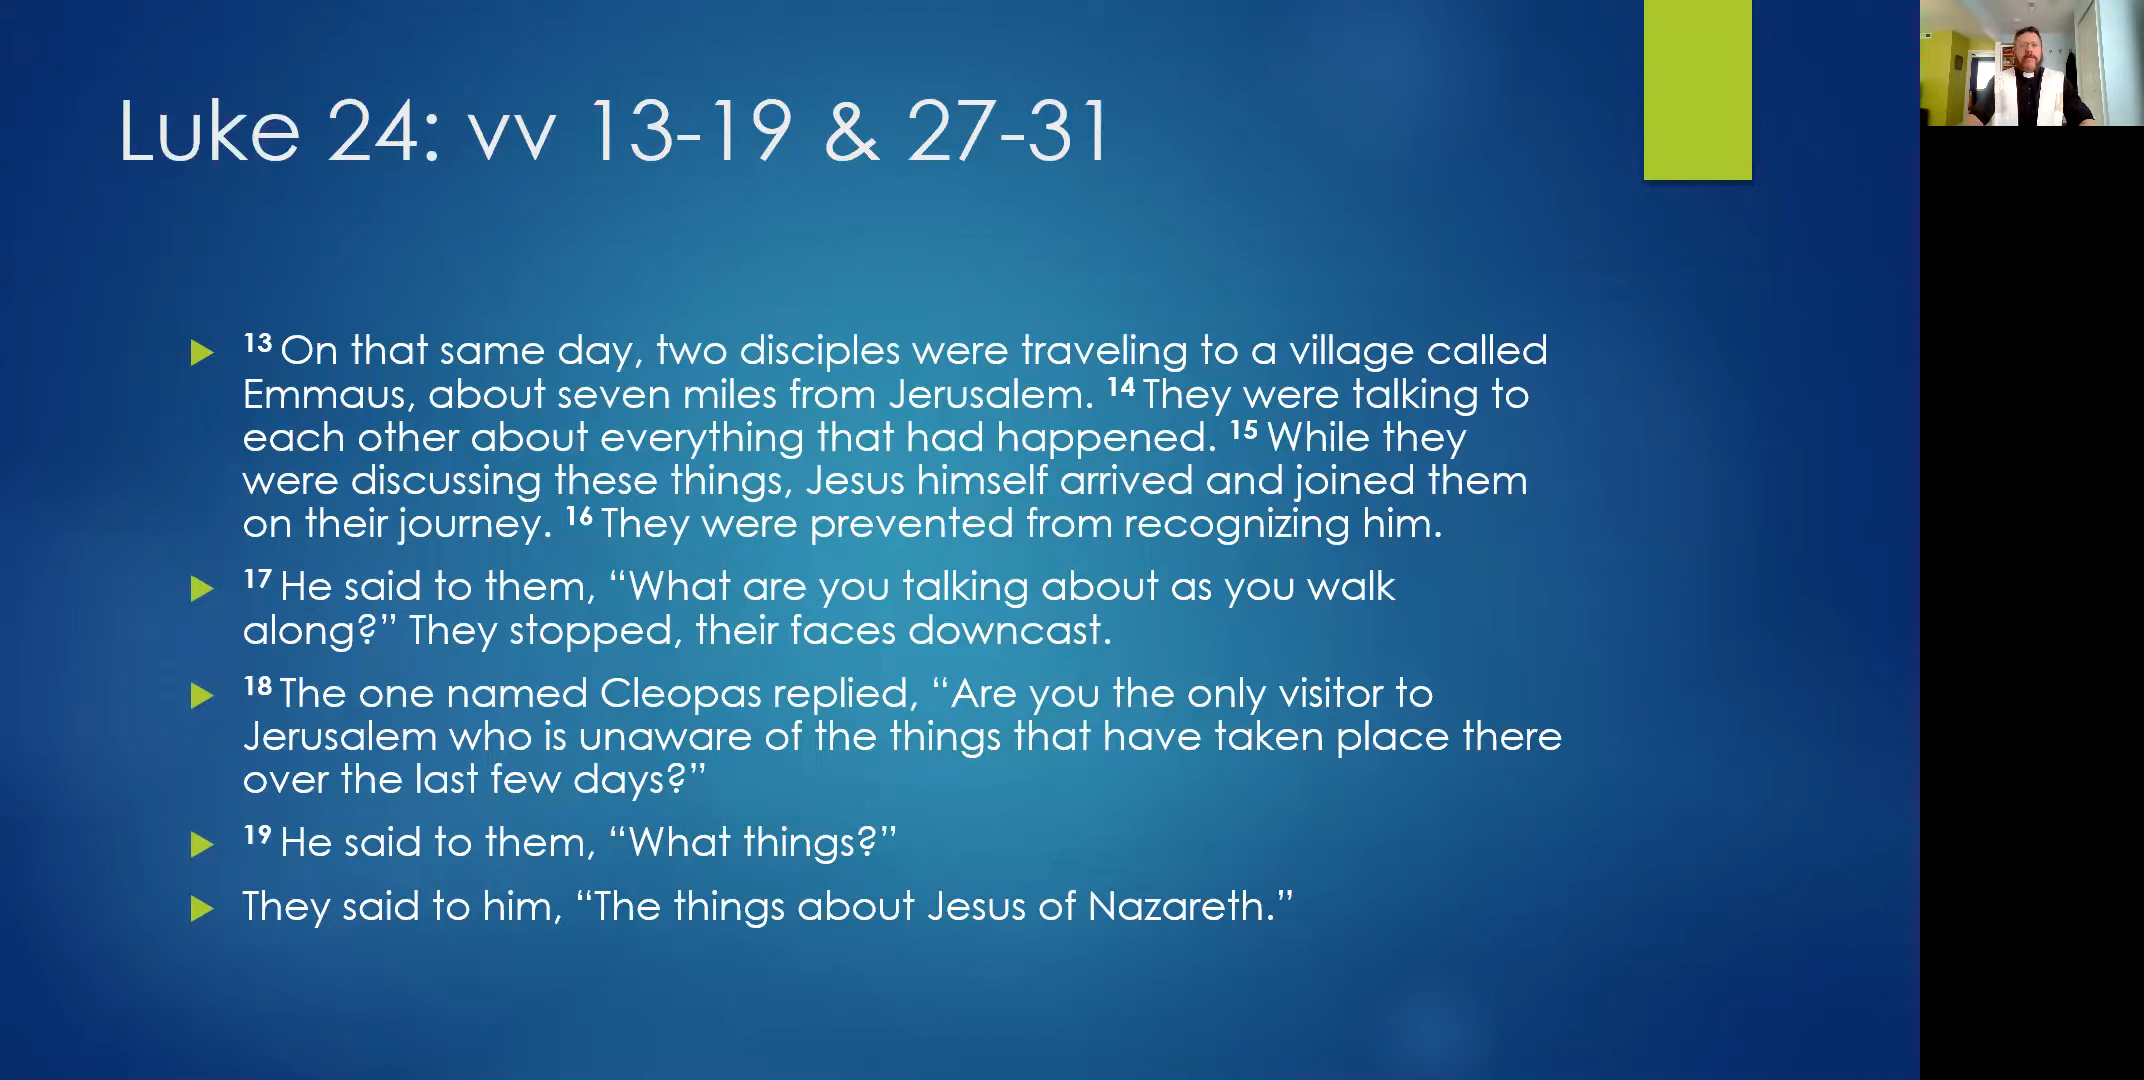 Luke 24: vv 13-19 & 27-31
13 On that same day, two disciples were traveling to a village called
Emmaus, about seven miles from Jerusalem. 14 They were talking to
each other about everything that had happened. 15 While they
were discussing these things, Jesus himself arrived and joined them
on their journey. 16 They were prevented from recognizing him.
17 He said to them, “What are you talking about as you walk
along?” They stopped, their faces downcast.
18 The one named Cleopas replied, “Are you the only visitor to
Jerusalem who is unaware of the things that have taken place there
over the last few days?”
19 He said to them, “What things?”
They said to him, “The things about Jesus of Nazareth.”